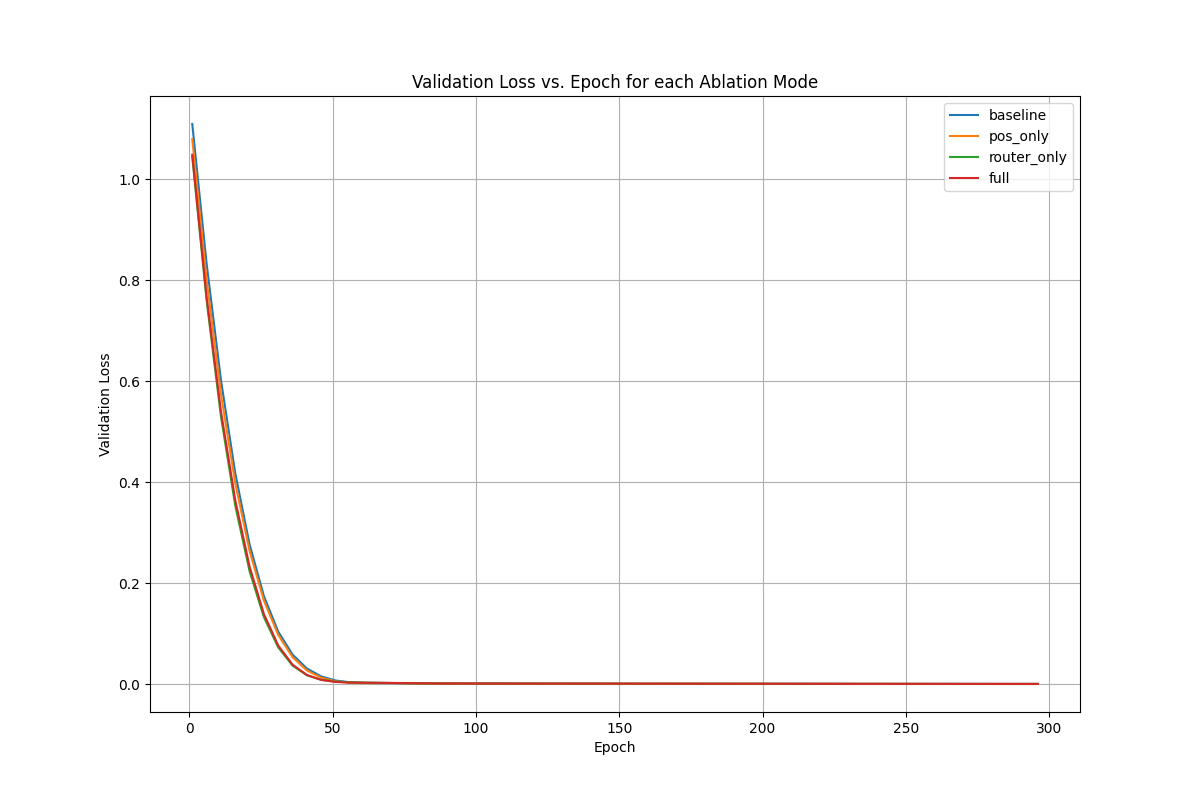 Validation Loss vs. Epoch for each Ablation Mode
baseline
pos_only
router_only
full
Validation Loss
1.0
0.8
0.6
0.4
0.2
0.0
0 50 100 150 200 250 300
Epoch